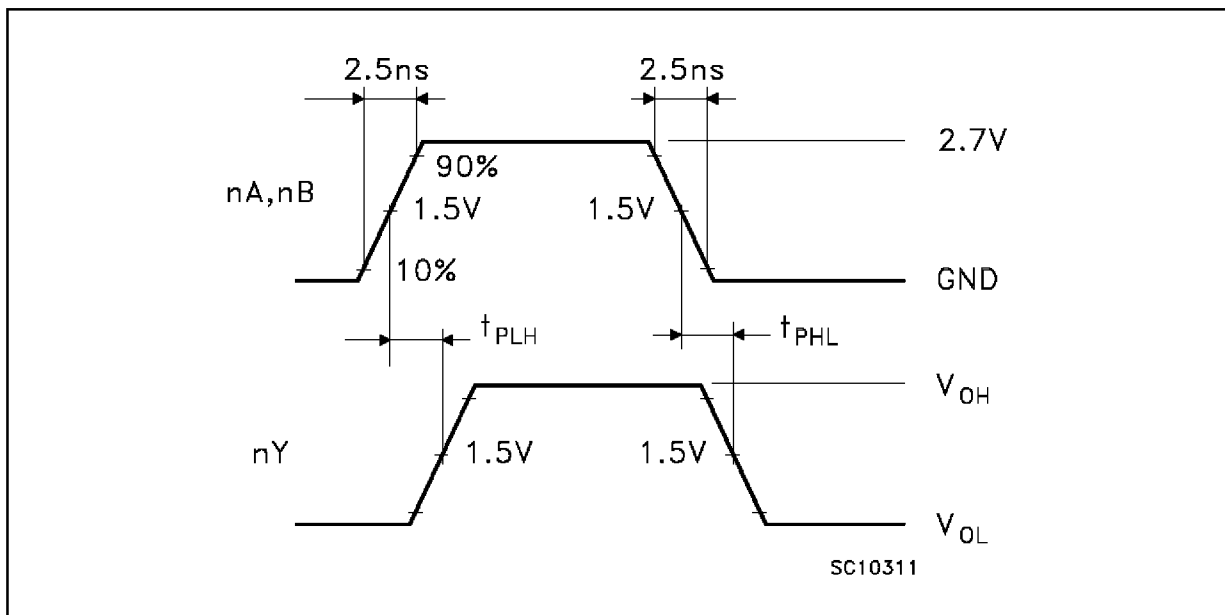 2.5ns 2.5ns
2.7V
90%
nA,nB 1.5V 1.5V
10% GND
tPLH tPHL
VOH
nY 1.5V 1.5V
VOL
SC10311